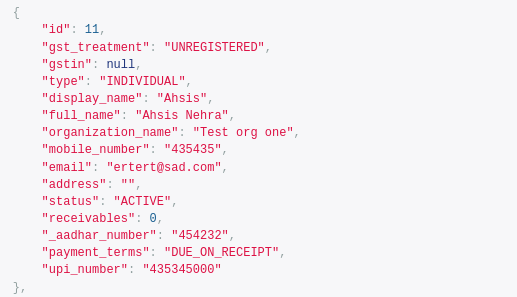 {
    "id": 11,
    "gst_treatment": "UNREGISTERED",
    "gstin": null,
    "type": "INDIVIDUAL",
    "display_name": "Ahsis",
    "full_name": "Ahsis Nehra",
    "organization_name": "Test org one",
    "mobile_number": "435435",
    "email": "ertert@sad.com",
    "address": "",
    "status": "ACTIVE",
    "receivables": 0,
    "_aadhar_number": "454232",
    "payment_terms": "DUE_ON_RECEIPT",
    "upi_number": "435345000"
},